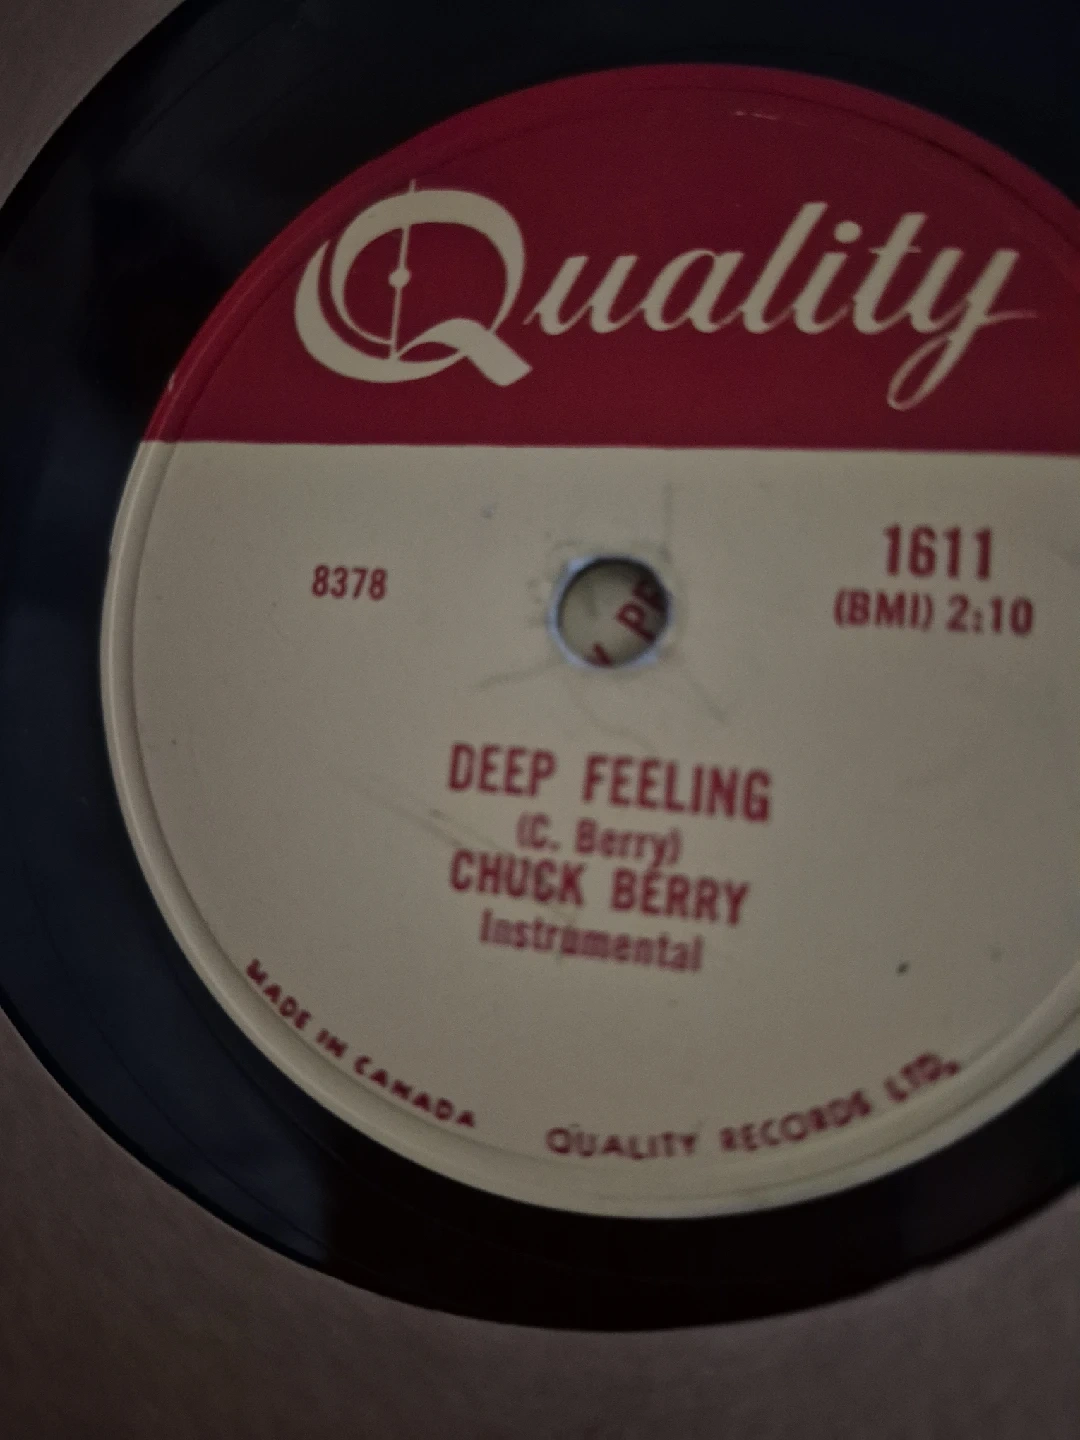 Quality
8378
1611
(BMI) 2:10
DEEP FEELING
(C. Berry)
CHUCK BERRY
Instrumental
MADE IN CANADA
QUALITY RECORDS LTD.